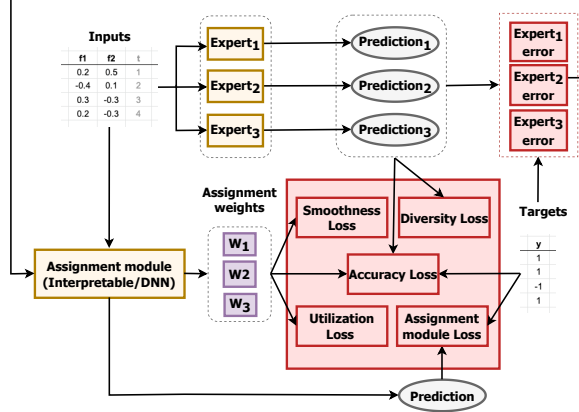 Inputs
f1 f2 t
0.2 0.5 1
-0.4 0.1 2
0.3 -0.3 3
0.2 -0.3 4
Expert1
Expert2
Expert3
Prediction1
Prediction2
Prediction3
Expert1
error
Expert2
error
Expert3
error
Assignment
weights
W1
W2
W3
Assignment module
(Interpretable/DNN)
Smoothness
Loss
Diversity Loss
Accuracy Loss
Utilization
Loss
Assignment
module Loss
Targets
y
1
1
-1
1
Prediction